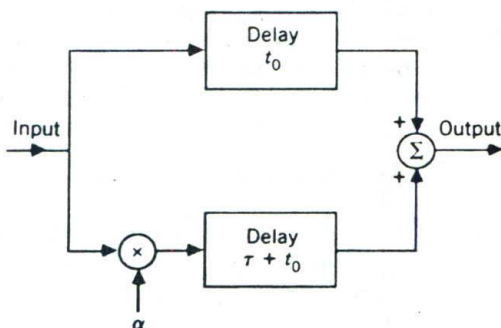 Delay
t₀
Input
+
Σ
Output
+
×
Delay
τ + t₀
α